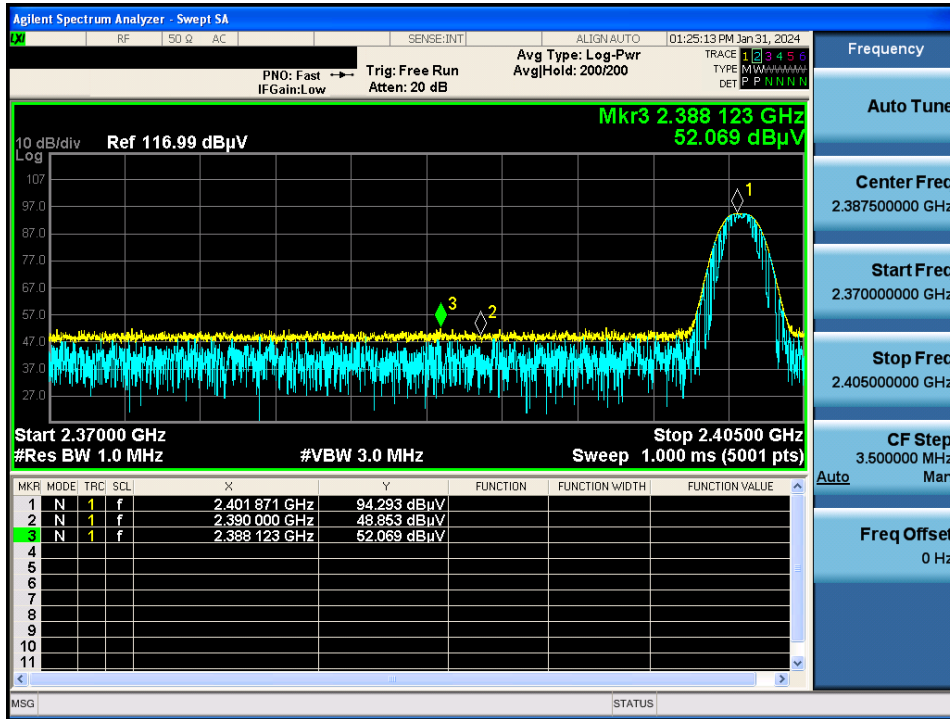 Agilent Spectrum Analyzer - Swept SA
LXI RF 50 Ω AC SENSE:INT ALIGNAUTO 01:25:13 PM Jan 31, 2024
PNO: Fast Trig: Free Run Avg Type: Log-Pwr TRACE 1 2 3 4 5 6
IFGain:Low Atten: 20 dB Avg|Hold: 200/200 TYPE MWWWWW
DET P P N N N N
Mkr3 2.388 123 GHz
52.069 dBµV
10 dB/div Ref 116.99 dBµV
Log
107
97.0
87.0
77.0
67.0
57.0
47.0
37.0
27.0
1
3
2
Start 2.37000 GHz Stop 2.40500 GHz
#Res BW 1.0 MHz #VBW 3.0 MHz Sweep 1.000 ms (5001 pts)
MKR MODE TRC SCL X Y FUNCTION FUNCTION WIDTH FUNCTION VALUE
1 N 1 f 2.401 871 GHz 94.293 dBµV
2 N 1 f 2.390 000 GHz 48.853 dBµV
3 N 1 f 2.388 123 GHz 52.069 dBµV
4
5
6
7
8
9
10
11
MSG STATUS
Frequency
Auto Tune
Center Freq
2.387500000 GHz
Start Freq
2.370000000 GHz
Stop Freq
2.405000000 GHz
CF Step
3.500000 MHz
Auto Man
Freq Offset
0 Hz